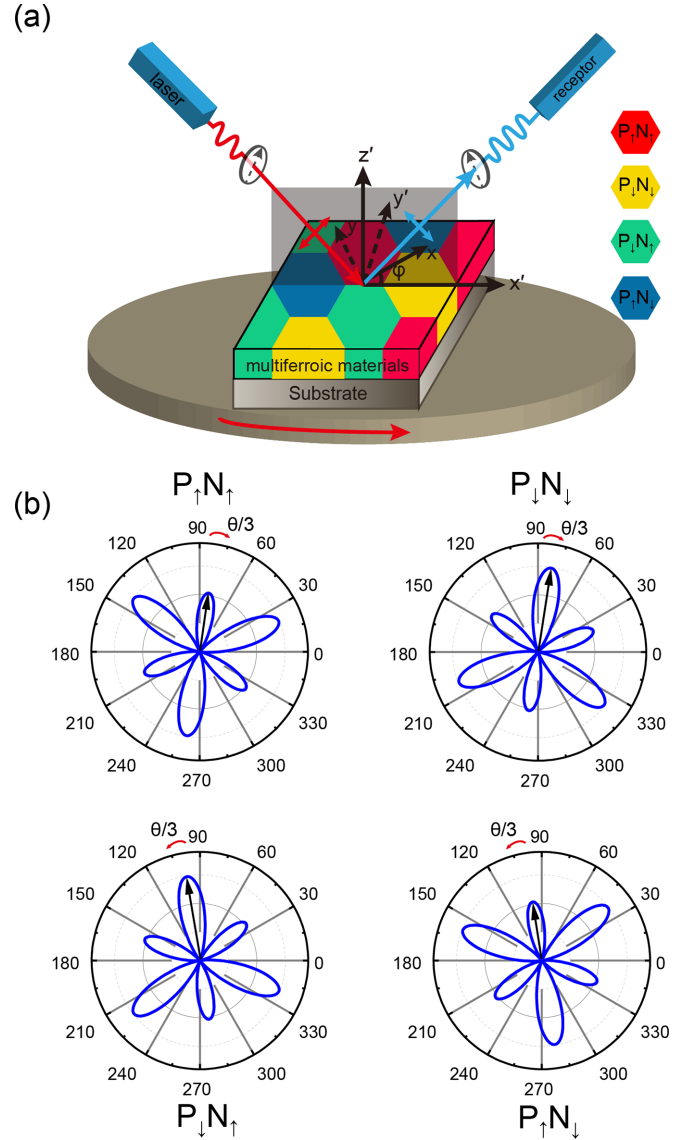 (a)
laser
receptor
z′
y′
y
x
φ
x′
P↑N↑
P↓N↓
P↓N↑
P↑N↓
multiferroic materials
Substrate
(b)
P↑N↑
90 θ/3
120 60
150 30
180 0
210 330
240 300
270
P↓N↓
90 θ/3
120 60
150 30
180 0
210 330
240 300
270
θ/3 90
120 60
150 30
180 0
210 330
240 300
270
P↓N↑
θ/3 90
120 60
150 30
180 0
210 330
240 300
270
P↑N↓